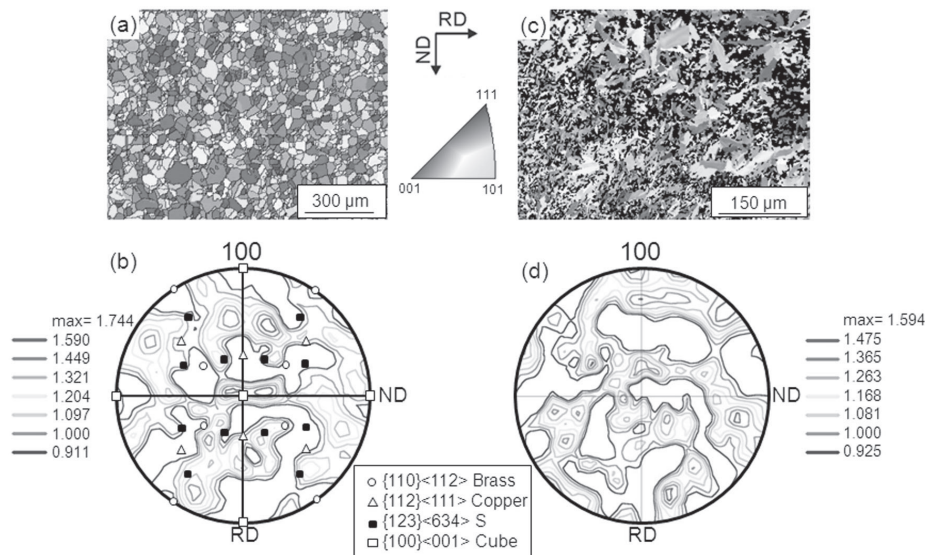 (a)
RD
ND
(c)
111
001
101
300 µm
150 µm
(b)
100
max= 1.744
1.590
1.449
1.321
1.204
1.097
1.000
0.911
ND
RD
(d)
100
max= 1.594
1.475
1.365
1.263
1.168
1.081
1.000
0.925
ND
RD
{110}<112> Brass
{112}<111> Copper
{123}<634> S
{100}<001> Cube